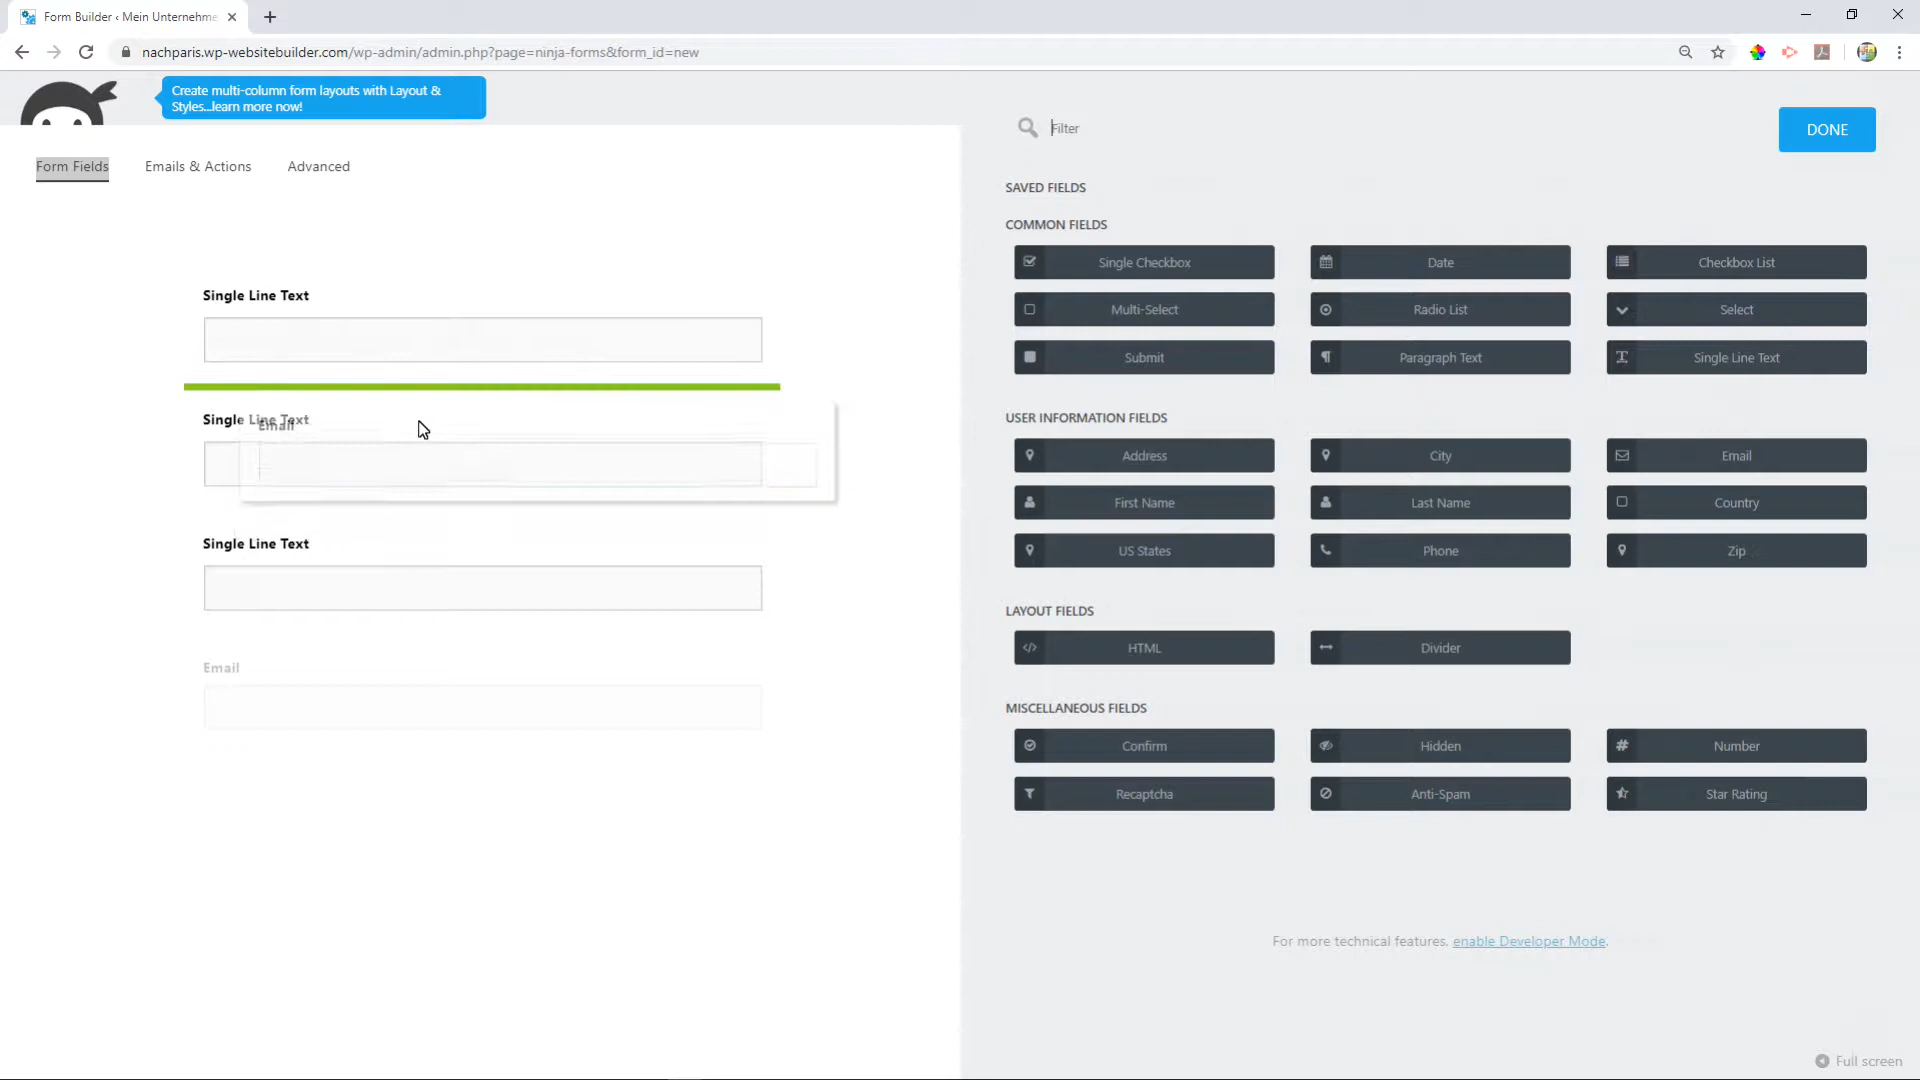 Form Builder ‹ Mein Unternehme
nachparis.wp-websitebuilder.com/wp-admin/admin.php?page=ninja-forms&form_id=new
Create multi-column form layouts with Layout &
Styles...learn more now!
Filter
DONE
Form Fields
Emails & Actions
Advanced
SAVED FIELDS
COMMON FIELDS
Single Checkbox
Date
Checkbox List
Multi-Select
Radio List
Select
Submit
Paragraph Text
Single Line Text
USER INFORMATION FIELDS
Address
City
Email
First Name
Last Name
Country
US States
Phone
Zip
LAYOUT FIELDS
HTML
Divider
MISCELLANEOUS FIELDS
Confirm
Hidden
Number
Recaptcha
Anti-Spam
Star Rating
For more technical features, enable Developer Mode.
Full screen
Single Line Text
Single Line Text
Email
Single Line Text
Email